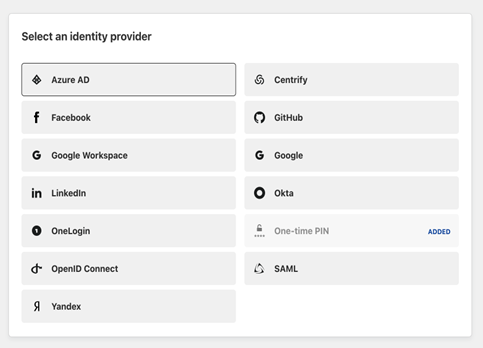 Select an identity provider
Azure AD
Centrify
Facebook
GitHub
Google Workspace
Google
LinkedIn
Okta
OneLogin
One-time PIN ADDED
OpenID Connect
SAML
Yandex